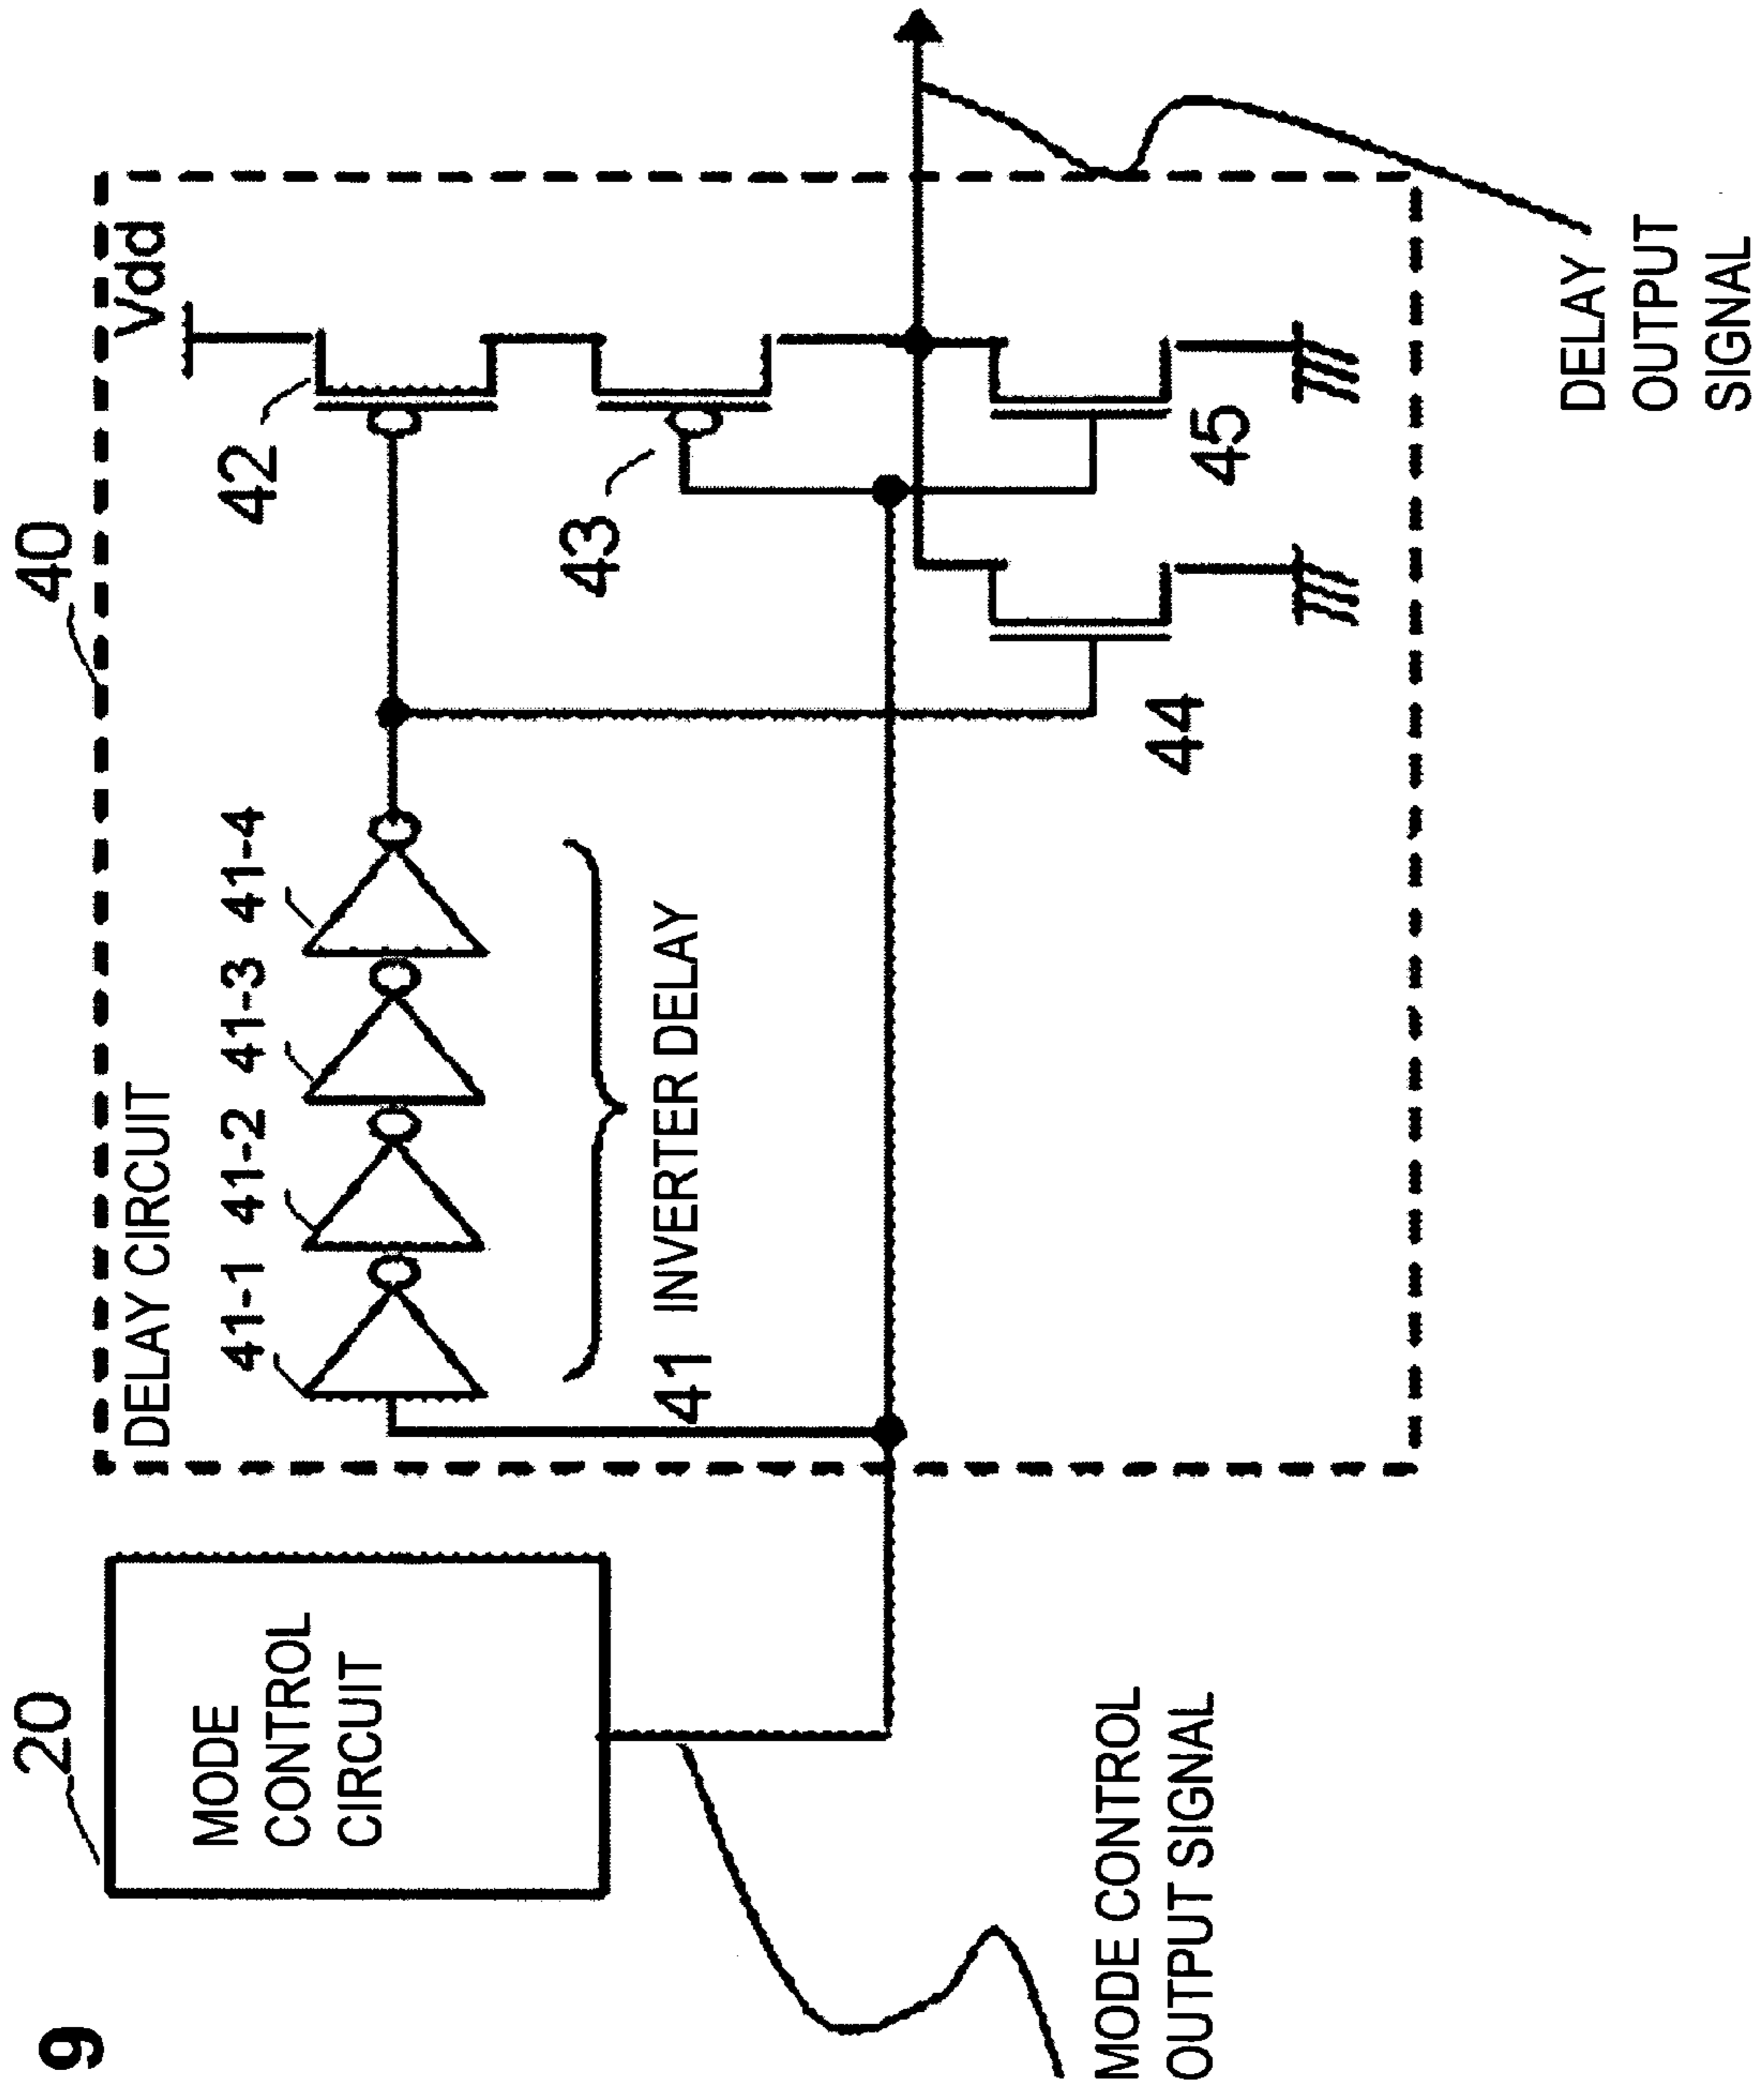 9
20
MODE
CONTROL
CIRCUIT
MODE CONTROL
OUTPUT SIGNAL
40
DELAY CIRCUIT
41-1 41-2 41-3 41-4
41 INVERTER DELAY
Vdd
42
43
44
45
DELAY
OUTPUT
SIGNAL